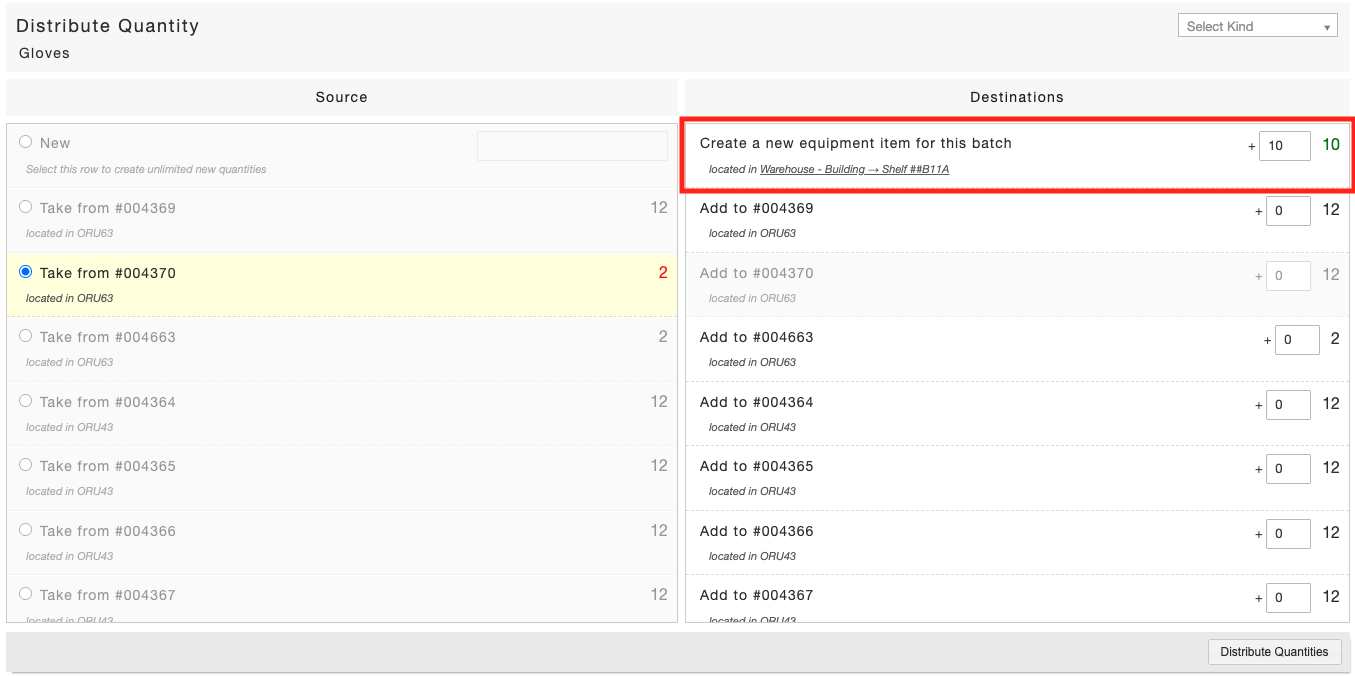 Distribute Quantity
Select Kind
Gloves
Source
Destinations
New
Select this row to create unlimited new quantities
Take from #004369 12
located in ORU63
Take from #004370 2
located in ORU63
Take from #004663 2
located in ORU63
Take from #004364 12
located in ORU43
Take from #004365 12
located in ORU43
Take from #004366 12
located in ORU43
Take from #004367 12
located in ORU43
Create a new equipment item for this batch + 10 10
located in Warehouse - Building → Shelf ##B11A
Add to #004369 + 0 12
located in ORU63
Add to #004370 + 0 12
located in ORU63
Add to #004663 + 0 2
located in ORU63
Add to #004364 + 0 12
located in ORU43
Add to #004365 + 0 12
located in ORU43
Add to #004366 + 0 12
located in ORU43
Add to #004367 + 0 12
located in ORU43
Distribute Quantities